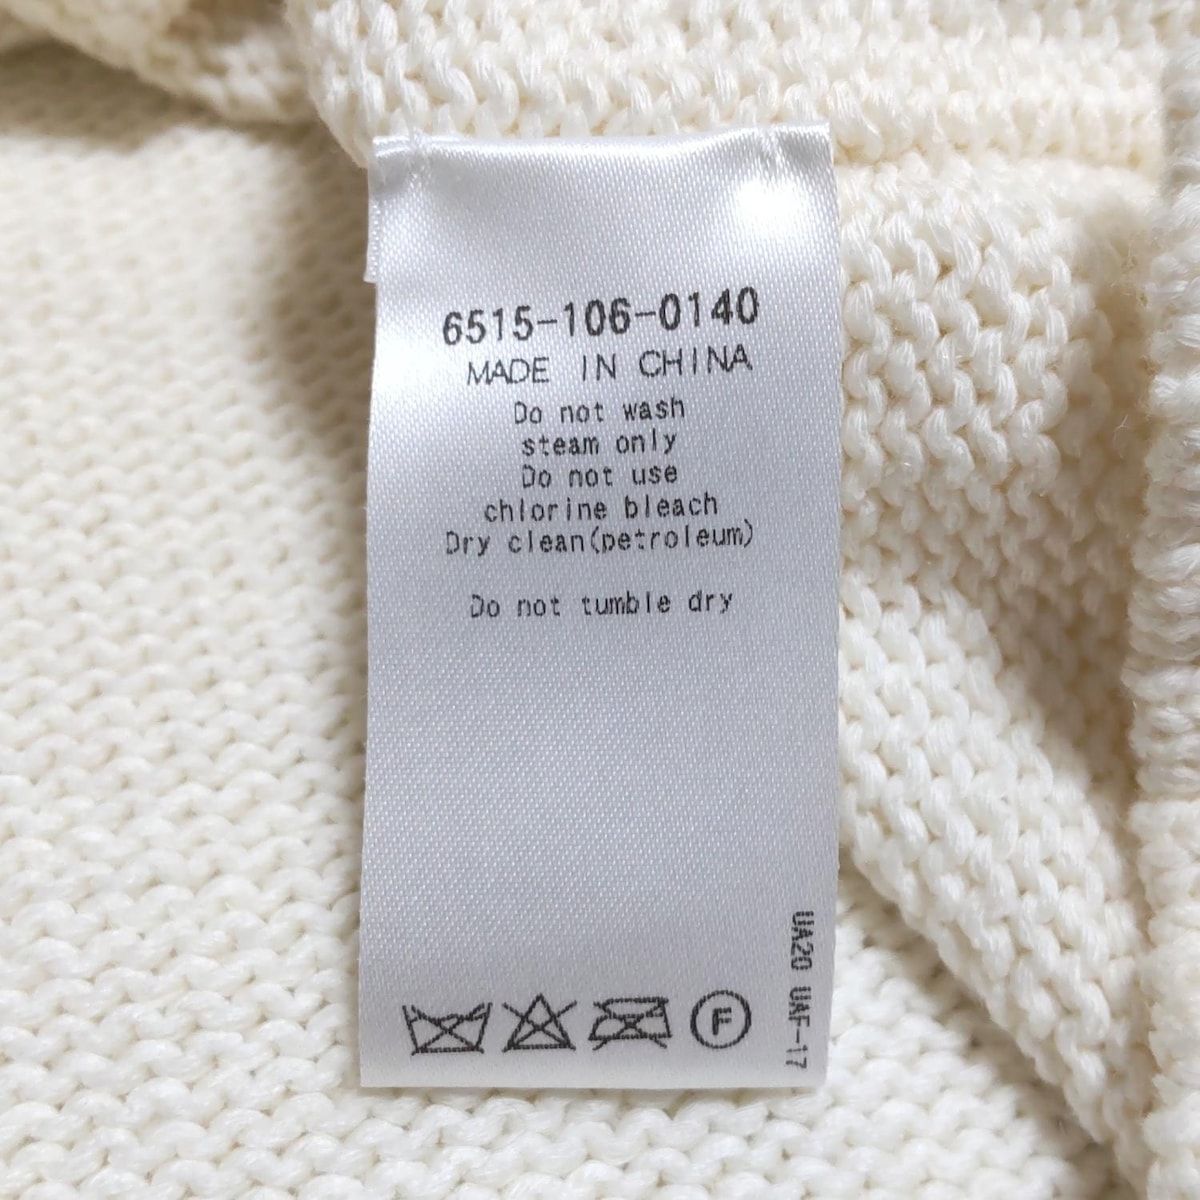 6515-106-0140
MADE IN CHINA
Do not wash
steam only
Do not use
chlorine bleach
Dry clean(petroleum)
Do not tumble dry
F
UA20 UAF-17